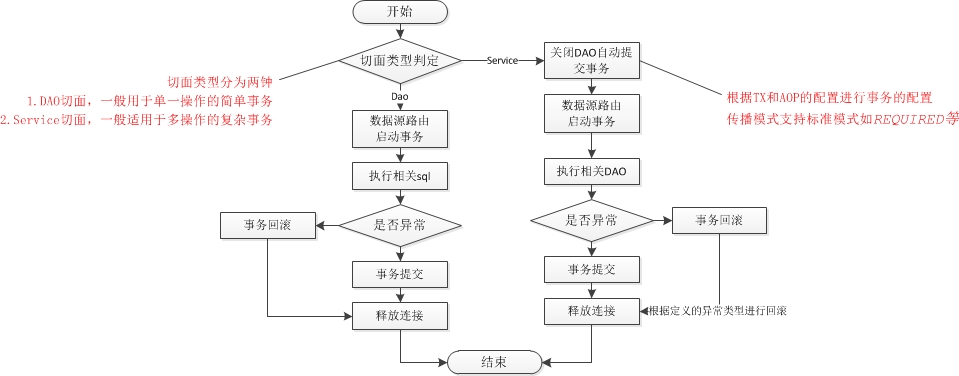 开始
切面类型判定
Service
关闭DAO自动提
交事务
切面类型分为两钟
1.DAO切面，一般用于单一操作的简单事务
2.Service切面，一般适用于多操作的复杂事务
Dao
数据源路由
启动事务
数据源路由
启动事务
根据TX和AOP的配置进行事务的配置
传播模式支持标准模式如REQUIRED等
执行相关sql
执行相关DAO
事务回滚
是否异常
是否异常
事务回滚
事务提交
事务提交
释放连接
释放连接
根据定义的异常类型进行回滚
结束